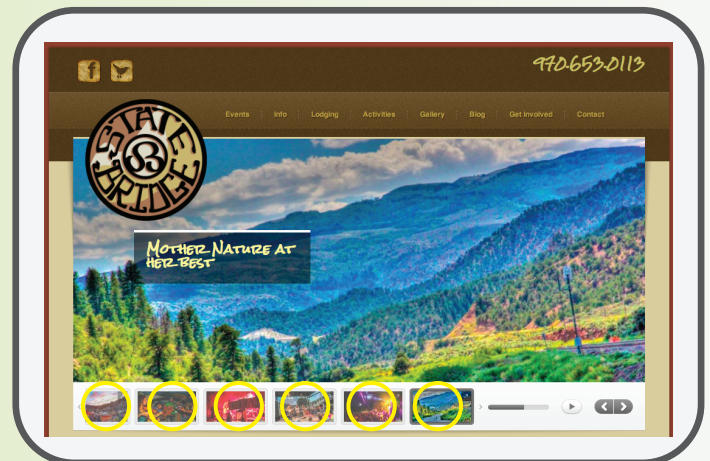 f
970.653.0113
Events Info Lodging Activities Gallery Blog Get Involved Contact
STATE
83
BRIDGE
MOTHER NATURE AT
HER BEST